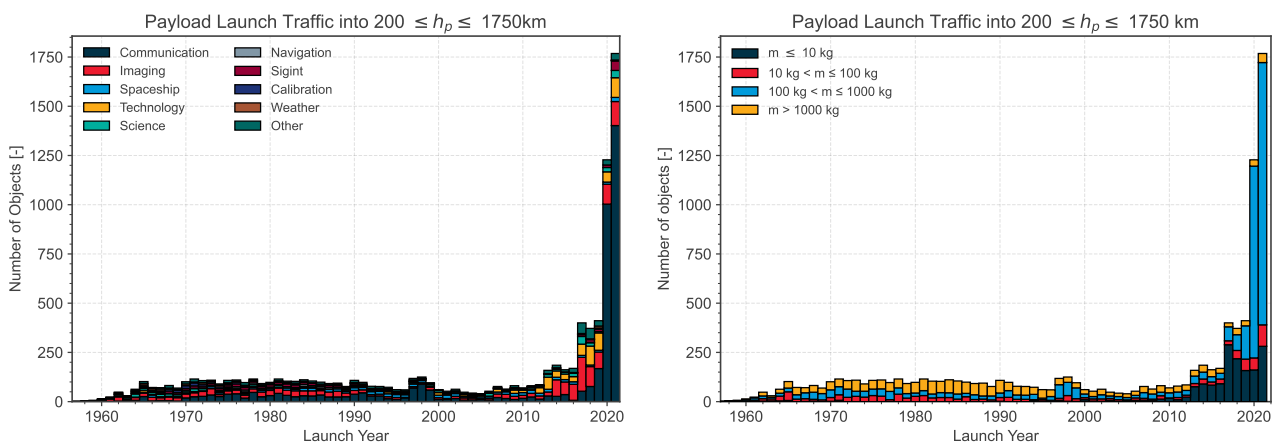 Payload Launch Traffic into 200 ≤ hₚ ≤ 1750km
Number of Objects [-]
1750
1500
1250
1000
750
500
250
0
Communication
Imaging
Spaceship
Technology
Science
Navigation
Sigint
Calibration
Weather
Other
1960
1970
1980
1990
2000
2010
2020
Launch Year
Payload Launch Traffic into 200 ≤ hₚ ≤ 1750 km
Number of objects [-]
1750
1500
1250
1000
750
500
250
0
m ≤ 10 kg
10 kg < m ≤ 100 kg
100 kg < m ≤ 1000 kg
m > 1000 kg
1960
1970
1980
1990
2000
2010
2020
Launch Year